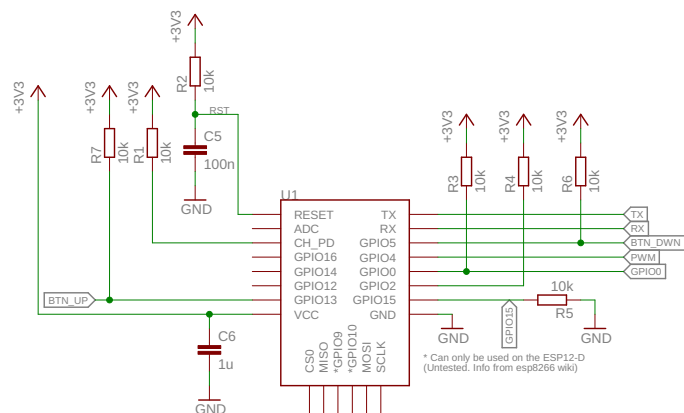 +3V3
R2
10k
RST
C5
100n
GND
+3V3
+3V3
R7
10k
+3V3
R1
10k
+3V3
R3
10k
+3V3
R4
10k
+3V3
R6
10k
U1
RESET
ADC
CH_PD
GPIO16
GPIO14
GPIO12
GPIO13
VCC
TX
RX
GPIO5
GPIO4
GPIO0
GPIO2
GPIO15
GND
CS0
MISO
*GPIO9
*GPIO10
MOSI
SCLK
TX
RX
BTN_DWN
PWM
GPIO0
BTN_UP
C6
1u
GND
GND
GPIO15
10k
R5
GND
* Can only be used on the ESP12-D
(Untested. Info from esp8266 wiki)